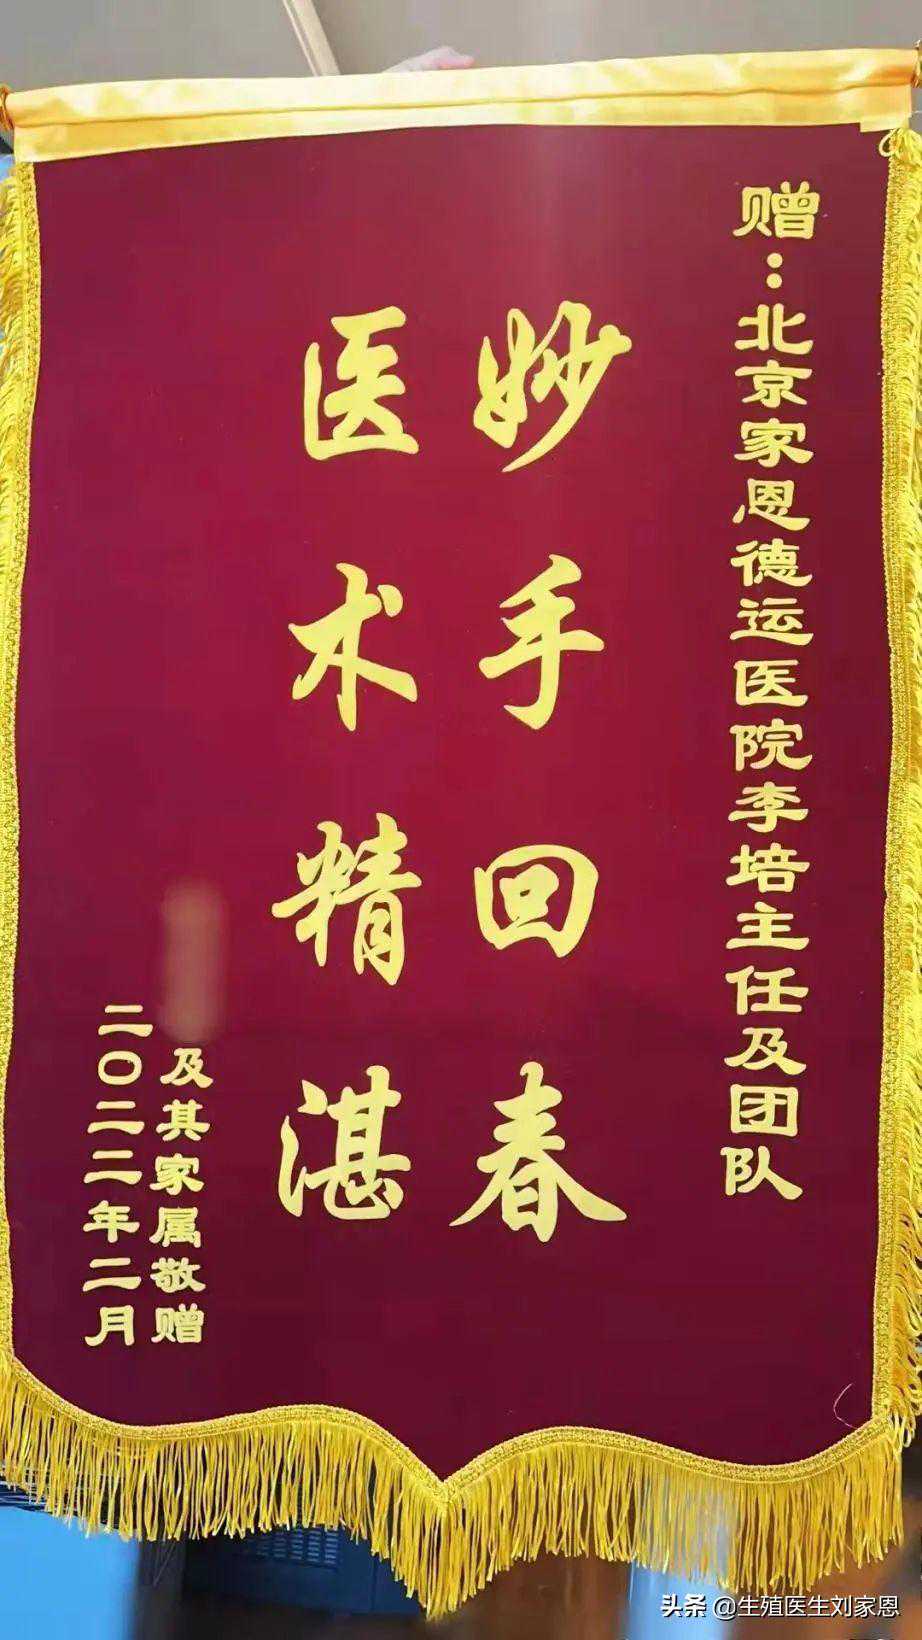 赠：北京家恩德运医院李培主任及团队
妙手回春
医术精湛
及其家属敬赠
二〇二二年二月
头条 @生殖医生刘家恩